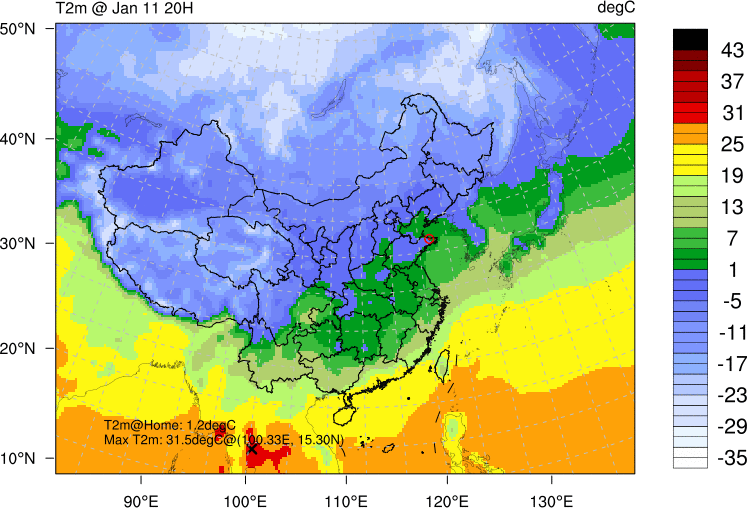 T2m @ Jan 11 20H
degC
50°N
40°N
30°N
20°N
10°N
90°E
100°E
110°E
120°E
130°E
T2m@Home: 1.2degC
Max T2m: 31.5degC@(100.33E, 15.30N)
43
37
31
25
19
13
7
1
-5
-11
-17
-23
-29
-35